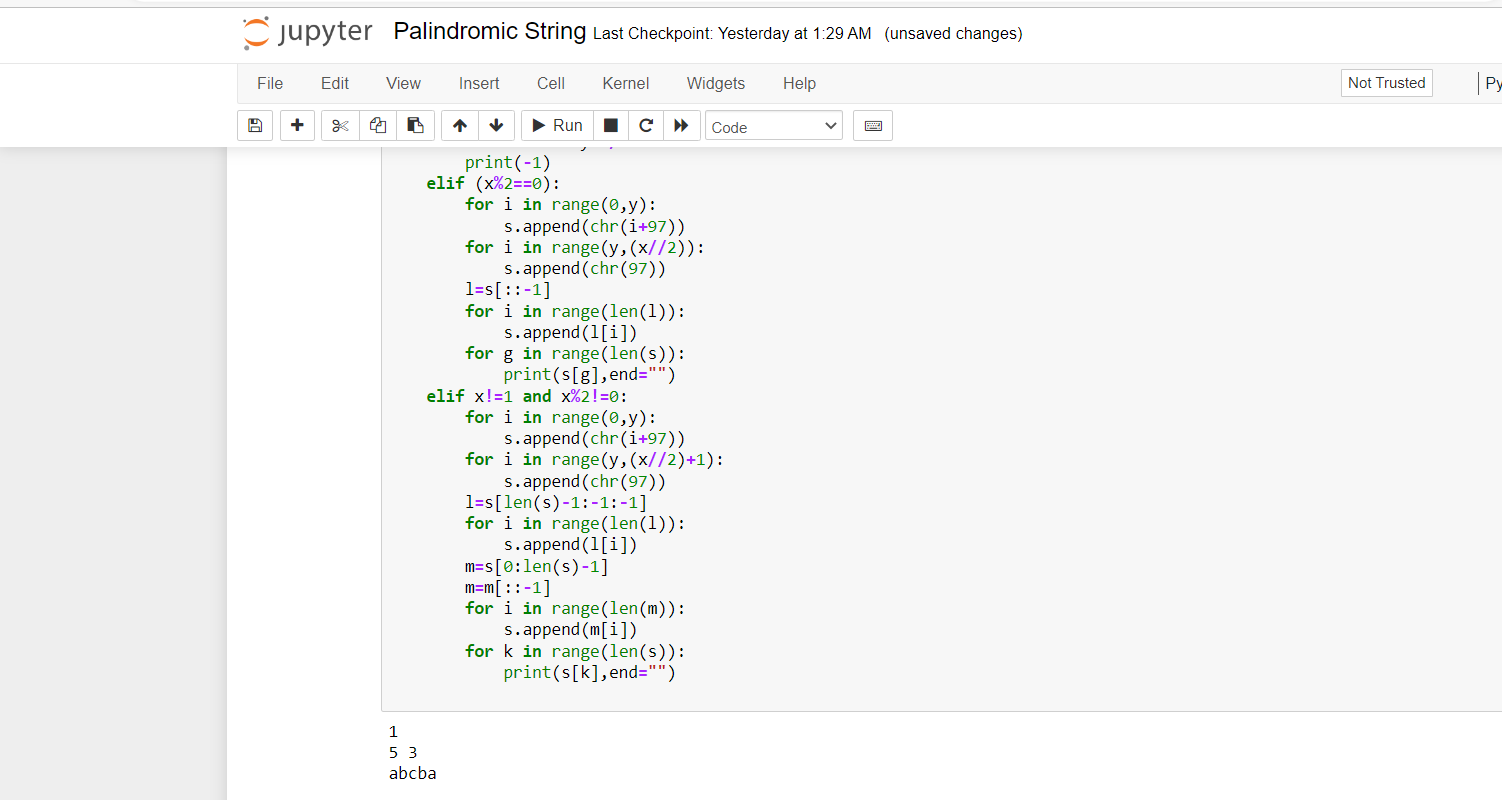 jupyter Palindromic String Last Checkpoint: Yesterday at 1:29 AM (unsaved changes)
File Edit View Insert Cell Kernel Widgets Help Not Trusted Py
Run Code
        print(-1)
    elif (x%2==0):
        for i in range(0,y):
            s.append(chr(i+97))
        for i in range(y,(x//2)):
            s.append(chr(97))
        l=s[::-1]
        for i in range(len(l)):
            s.append(l[i])
        for g in range(len(s)):
            print(s[g],end="")
    elif x!=1 and x%2!=0:
        for i in range(0,y):
            s.append(chr(i+97))
        for i in range(y,(x//2)+1):
            s.append(chr(97))
        l=s[len(s)-1:-1:-1]
        for i in range(len(l)):
            s.append(l[i])
        m=s[0:len(s)-1]
        m=m[::-1]
        for i in range(len(m)):
            s.append(m[i])
        for k in range(len(s)):
            print(s[k],end="")
1
5 3
abcba